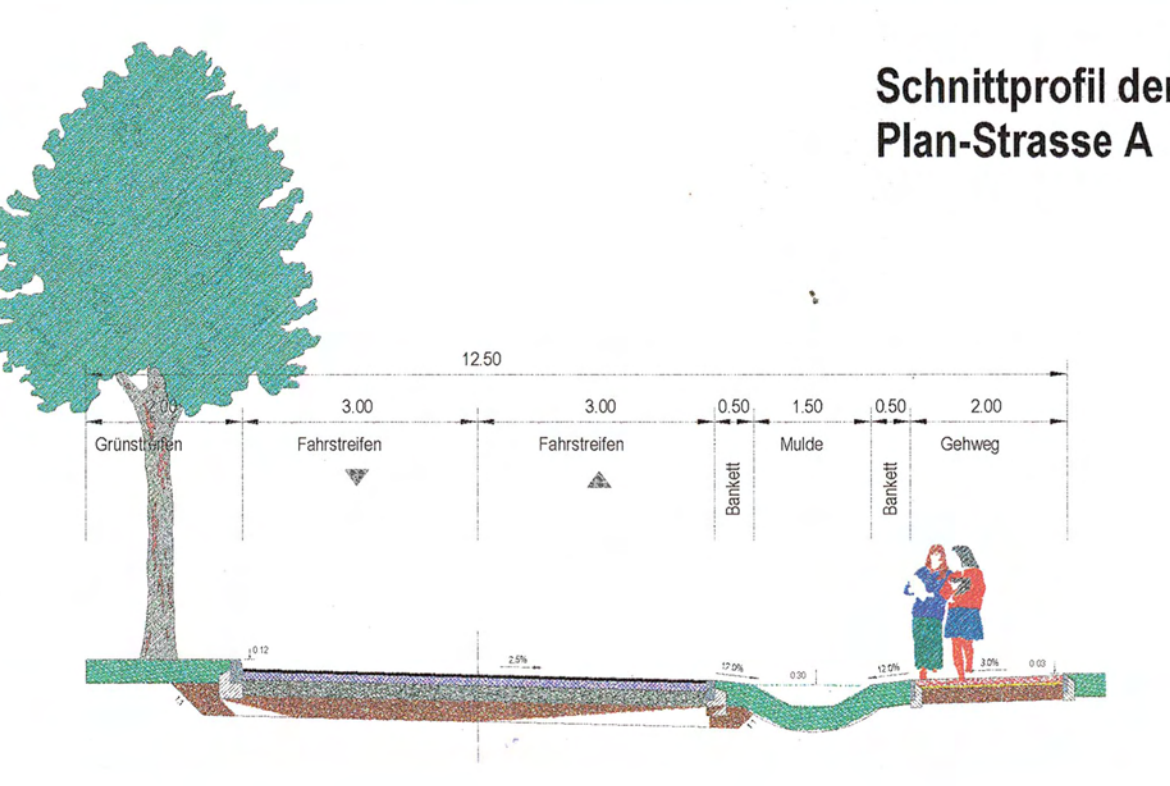 Schnittprofil der
Plan-Strasse A
12.50
2.00 3.00 3.00 0.50 1.50 0.50 2.00
Grünstreifen Fahrstreifen Fahrstreifen Bankett Mulde Bankett Gehweg
0.12 2.5% 12.0% 0.30 12.0% 3.0% 0.03